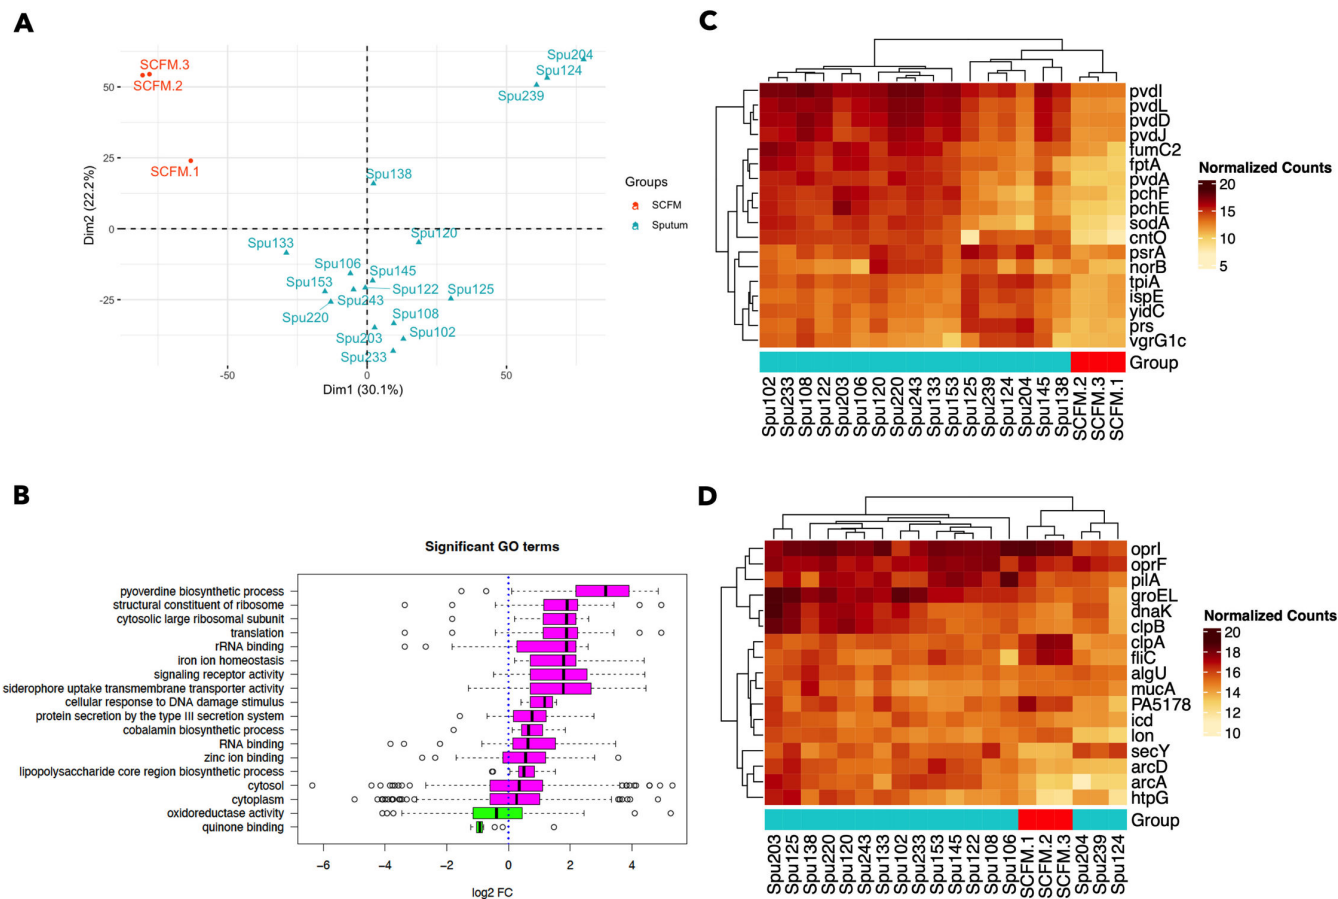 A
SCFM.3
SCFM.2
SCFM.1
Spu204
Spu124
Spu239
Spu138
Spu120
Spu133
Spu106
Spu145
Spu153
Spu122
Spu125
Spu243
Spu220
Spu108
Spu203
Spu102
Spu233
50
25
0
-25
-50
0
50
Dim2 (22.2%)
Dim1 (30.1%)
Groups
SCFM
Sputum
B
Significant GO terms
pyoverdine biosynthetic process
structural constituent of ribosome
cytosolic large ribosomal subunit
translation
rRNA binding
iron ion homeostasis
signaling receptor activity
siderophore uptake transmembrane transporter activity
cellular response to DNA damage stimulus
protein secretion by the type III secretion system
cobalamin biosynthetic process
RNA binding
zinc ion binding
lipopolysaccharide core region biosynthetic process
cytosol
cytoplasm
oxidoreductase activity
quinone binding
−6 −4 −2 0 2 4
log2 FC
C
pvdI
pvdL
pvdD
pvdJ
fumC2
fptA
pvdA
pchF
pchE
sodA
cntO
psrA
norB
tpiA
ispE
yidC
prs
vgrG1c
Group
Spu102
Spu233
Spu108
Spu122
Spu203
Spu106
Spu120
Spu220
Spu243
Spu133
Spu153
Spu125
Spu239
Spu124
Spu204
Spu145
Spu138
SCFM.2
SCFM.3
SCFM.1
Normalized Counts
20
15
10
5
D
oprI
oprF
pilA
groEL
dnaK
clpB
clpA
fliC
algU
mucA
PA5178
icd
lon
secY
arcD
arcA
htpG
Group
Spu203
Spu125
Spu138
Spu220
Spu120
Spu243
Spu133
Spu102
Spu233
Spu153
Spu145
Spu122
Spu108
Spu106
SCFM.1
SCFM.2
SCFM.3
Spu204
Spu239
Spu124
Normalized Counts
20
18
16
14
12
10